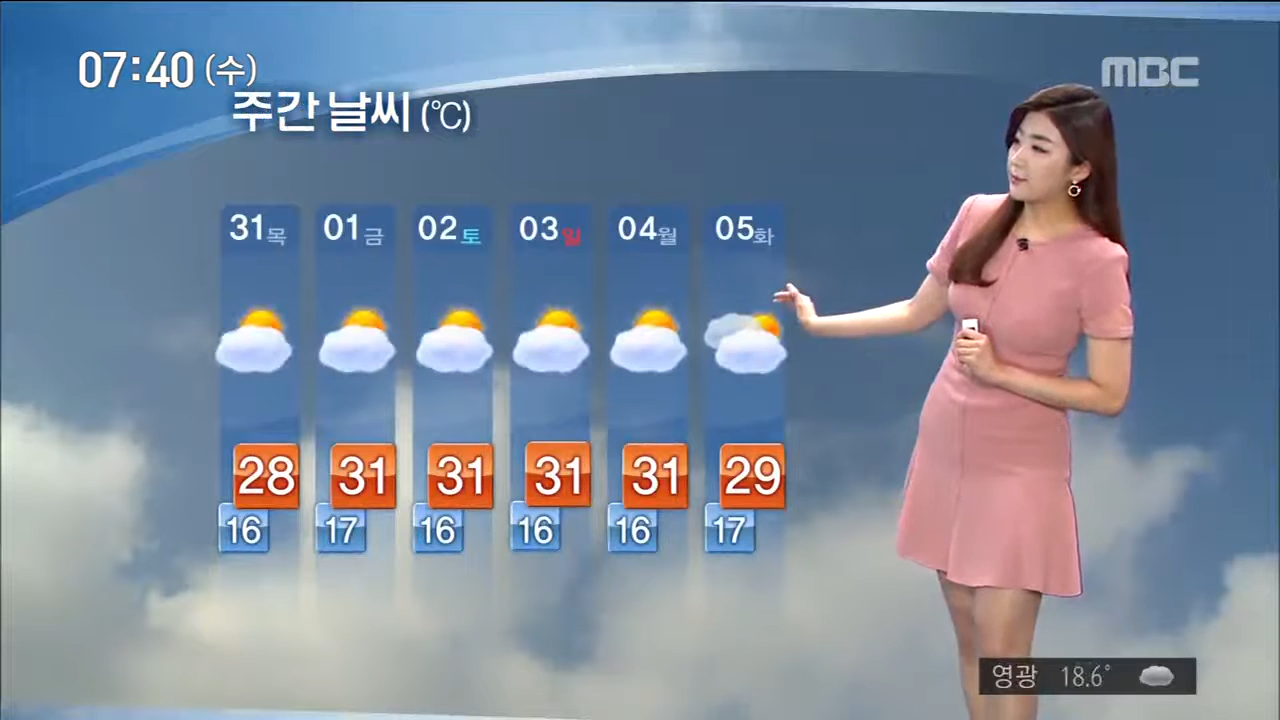 07:40 (수)
MBC
주간 날씨 (℃)
31목 01금 02토 03일 04월 05화
28 31 31 31 31 29
16 17 16 16 16 17
영광 18.6°